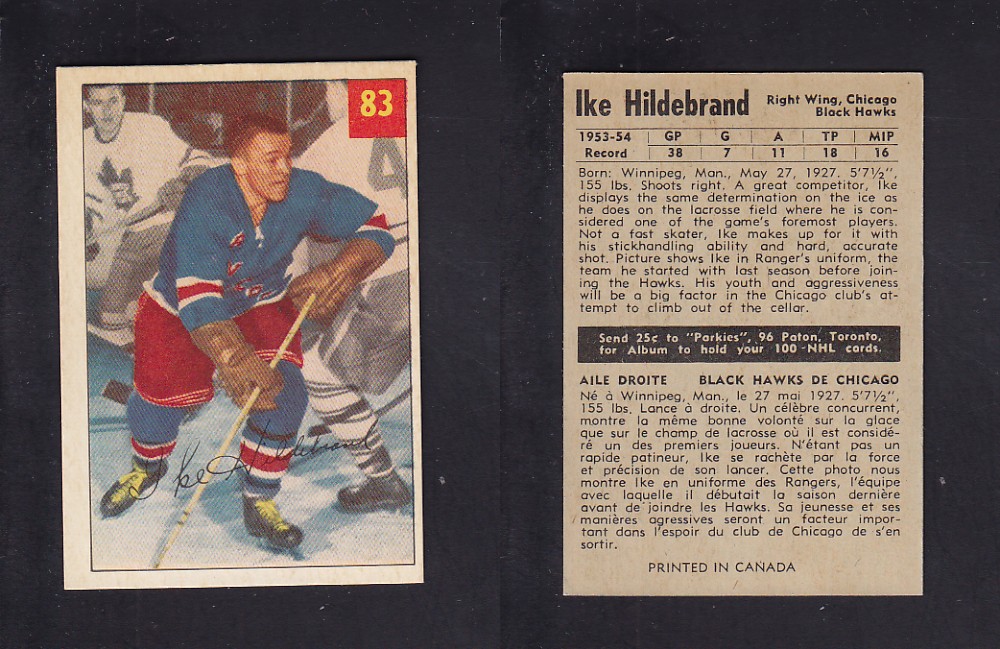 83
A
Ike Hildebrand
Ike Hildebrand Right Wing, Chicago
Black Hawks
1953-54 GP G A TP MIP
Record 38 7 11 18 16
Born: Winnipeg, Man., May 27, 1927. 5'7½",
155 lbs. Shoots right. A great competitor, Ike
displays the same determination on the ice as
he does on the lacrosse field where he is con-
sidered one of the game's foremost players.
Not a fast skater, Ike makes up for it with
his stickhandling ability and hard, accurate
shot. Picture shows Ike in Ranger's uniform, the
team he started with last season before join-
ing the Hawks. His youth and aggressiveness
will be a big factor in the Chicago club's at-
tempt to climb out of the cellar.
Send 25c to "Parkies", 96 Paton, Toronto,
for Album to hold your 100 NHL cards.
AILE DROITE BLACK HAWKS DE CHICAGO
Né à Winnipeg, Man., le 27 mai 1927. 5'7½",
155 lbs. Lance à droite. Un célèbre concurrent,
montre la même bonne volonté sur la glace
que sur le champ de lacrosse où il est considé-
ré un des premiers joueurs. N'étant pas un
rapide patineur, Ike se rachète par la force
et précision de son lancer. Cette photo nous
montre Ike en uniforme des Rangers, l'équipe
avec laquelle il débutait la saison dernière
avant de joindre les Hawks. Sa jeunesse et ses
manières agressives seront un facteur impor-
tant dans l'espoir du club de Chicago de s'en
sortir.
PRINTED IN CANADA